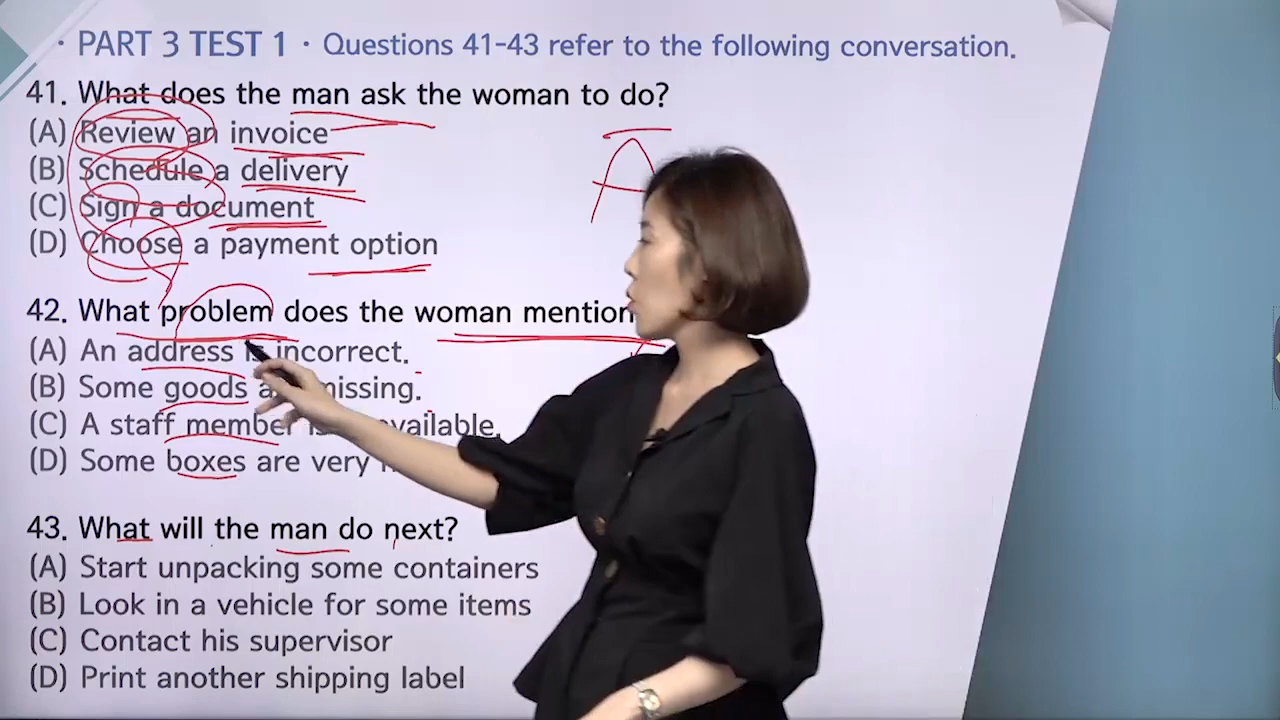 · PART 3 TEST 1 · Questions 41-43 refer to the following conversation.
41. What does the man ask the woman to do?
(A) Review an invoice
A
(B) Schedule a delivery
(C) Sign a document
(D) Choose a payment option
42. What problem does the woman mention
(A) An address is incorrect.
(B) Some goods missing.
(C) A staff member
(D) Some boxes are very
43. What will the man do next?
(A) Start unpacking some containers
(B) Look in a vehicle for some items
(C) Contact his supervisor
(D) Print another shipping label